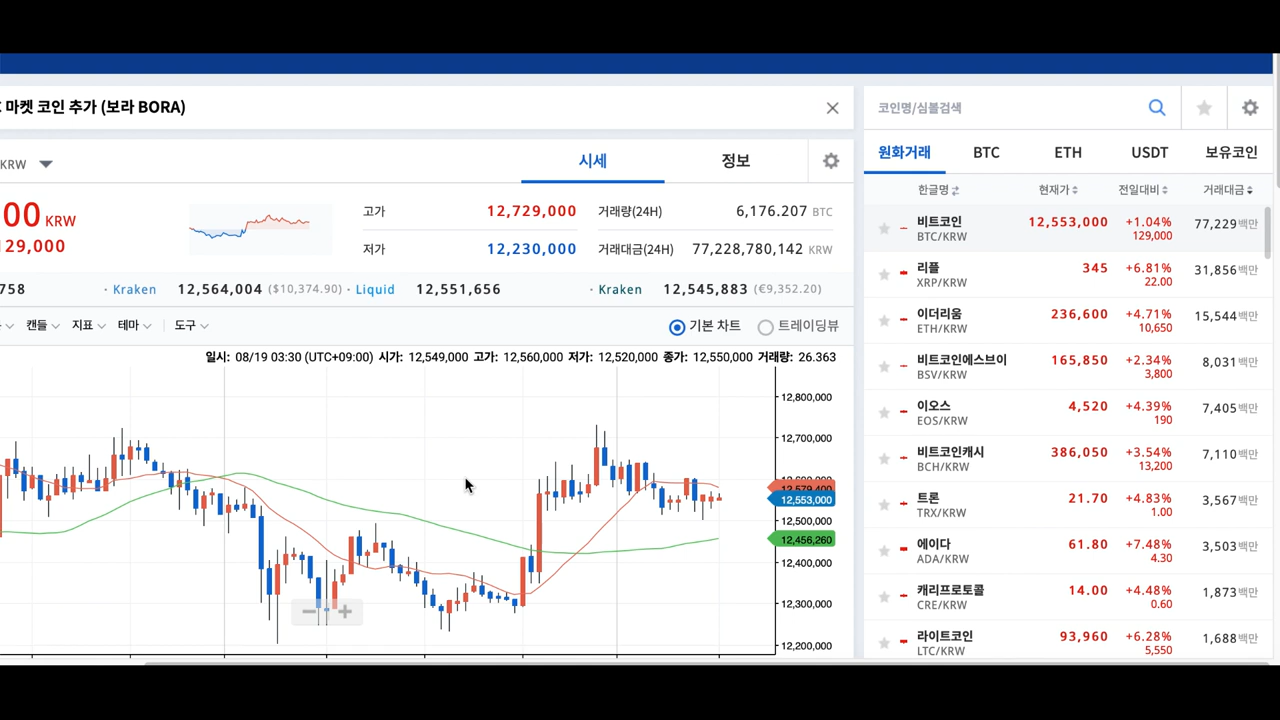 마켓 코인 추가 (보라 BORA)
KRW
시세
정보
00 KRW
29,000
고가 12,729,000
저가 12,230,000
거래량(24H) 6,176.207 BTC
거래대금(24H) 77,228,780,142 KRW
758 · Kraken 12,564,004 ($10,374.90) · Liquid 12,551,656 · Kraken 12,545,883 (€9,352.20)
캔들 지표 테마 도구
기본 차트 트레이딩뷰
일시: 08/19 03:30 (UTC+09:00) 시가: 12,549,000 고가: 12,560,000 저가: 12,520,000 종가: 12,550,000 거래량: 26.363
12,800,000
12,700,000
12,579,400
12,553,000
12,500,000
12,456,260
12,400,000
12,300,000
12,200,000
코인명/심볼검색
원화거래 BTC ETH USDT 보유코인
한글명 현재가 전일대비 거래대금
비트코인 12,553,000 +1.04% 77,229백만
BTC/KRW 129,000
리플 345 +6.81% 31,856백만
XRP/KRW 22.00
이더리움 236,600 +4.71% 15,544백만
ETH/KRW 10,650
비트코인에스브이 165,850 +2.34% 8,031백만
BSV/KRW 3,800
이오스 4,520 +4.39% 7,405백만
EOS/KRW 190
비트코인캐시 386,050 +3.54% 7,110백만
BCH/KRW 13,200
트론 21.70 +4.83% 3,567백만
TRX/KRW 1.00
에이다 61.80 +7.48% 3,503백만
ADA/KRW 4.30
캐리프로토콜 14.00 +4.48% 1,873백만
CRE/KRW 0.60
라이트코인 93,960 +6.28% 1,688백만
LTC/KRW 5,550